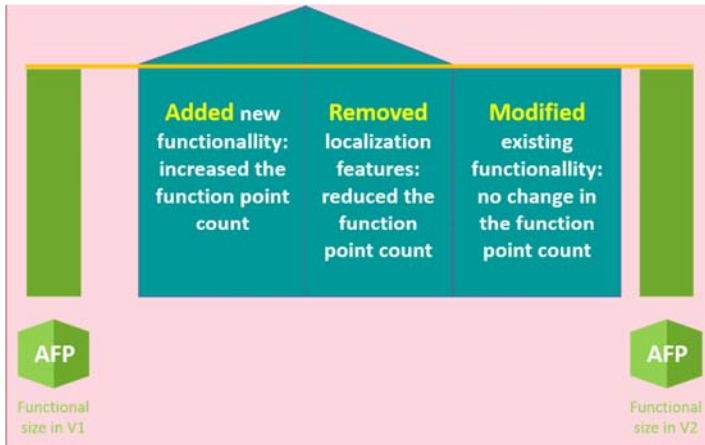 Added new
functionallity:
increased the
function point
count
Removed
localization
features:
reduced the
function
point count
Modified
existing
functionallity:
no change in
the function
point count
AFP
Functional
size in V1
AFP
Functional
size in V2